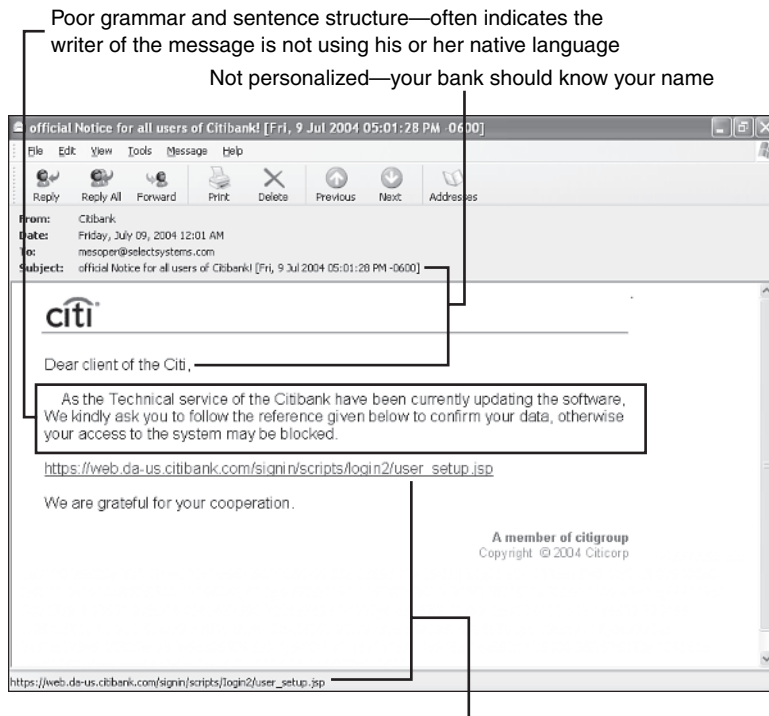 Poor grammar and sentence structure—often indicates the
writer of the message is not using his or her native language
Not personalized—your bank should know your name
official Notice for all users of Citibank! [Fri, 9 Jul 2004 05:01:28 PM -0600]
File Edit View Tools Message Help
Reply Reply All Forward Print Delete Previous Next Addresses
From: Citibank
Date: Friday, July 09, 2004 12:01 AM
To: mesoper@selectsystems.com
Subject: official Notice for all users of Citibank! [Fri, 9 Jul 2004 05:01:28 PM -0600]
citi
Dear client of the Citi,
As the Technical service of the Citibank have been currently updating the software,
We kindly ask you to follow the reference given below to confirm your data, otherwise
your access to the system may be blocked.
https://web.da-us.citibank.com/signin/scripts/login2/user_setup.jsp
We are grateful for your cooperation.
A member of citigroup
Copyright © 2004 Citicorp
https://web.da-us.citibank.com/signin/scripts/login2/user_setup.jsp